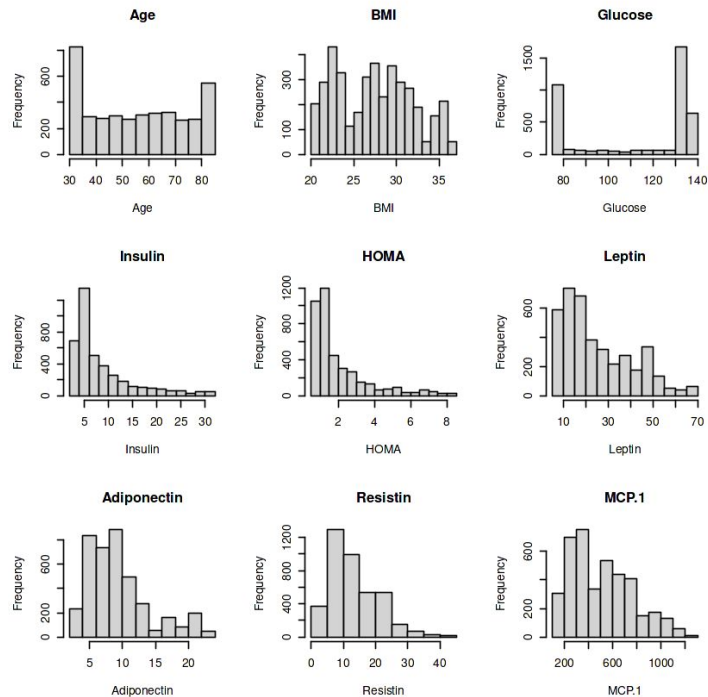 Age
Frequency
0 200 600
30 40 50 60 70 80
Age
BMI
Frequency
0 100 300
20 25 30 35
BMI
Glucose
Frequency
0 500 1500
80 100 120 140
Glucose
Insulin
Frequency
0 400 800
5 10 15 20 25 30
Insulin
HOMA
Frequency
0 400 800 1200
2 4 6 8
HOMA
Leptin
Frequency
0 200 600
10 30 50 70
Leptin
Adiponectin
Frequency
0 200 600
5 10 15 20
Adiponectin
Resistin
Frequency
0 400 800 1200
0 10 20 30 40
Resistin
MCP.1
Frequency
0 200 600
200 600 1000
MCP.1